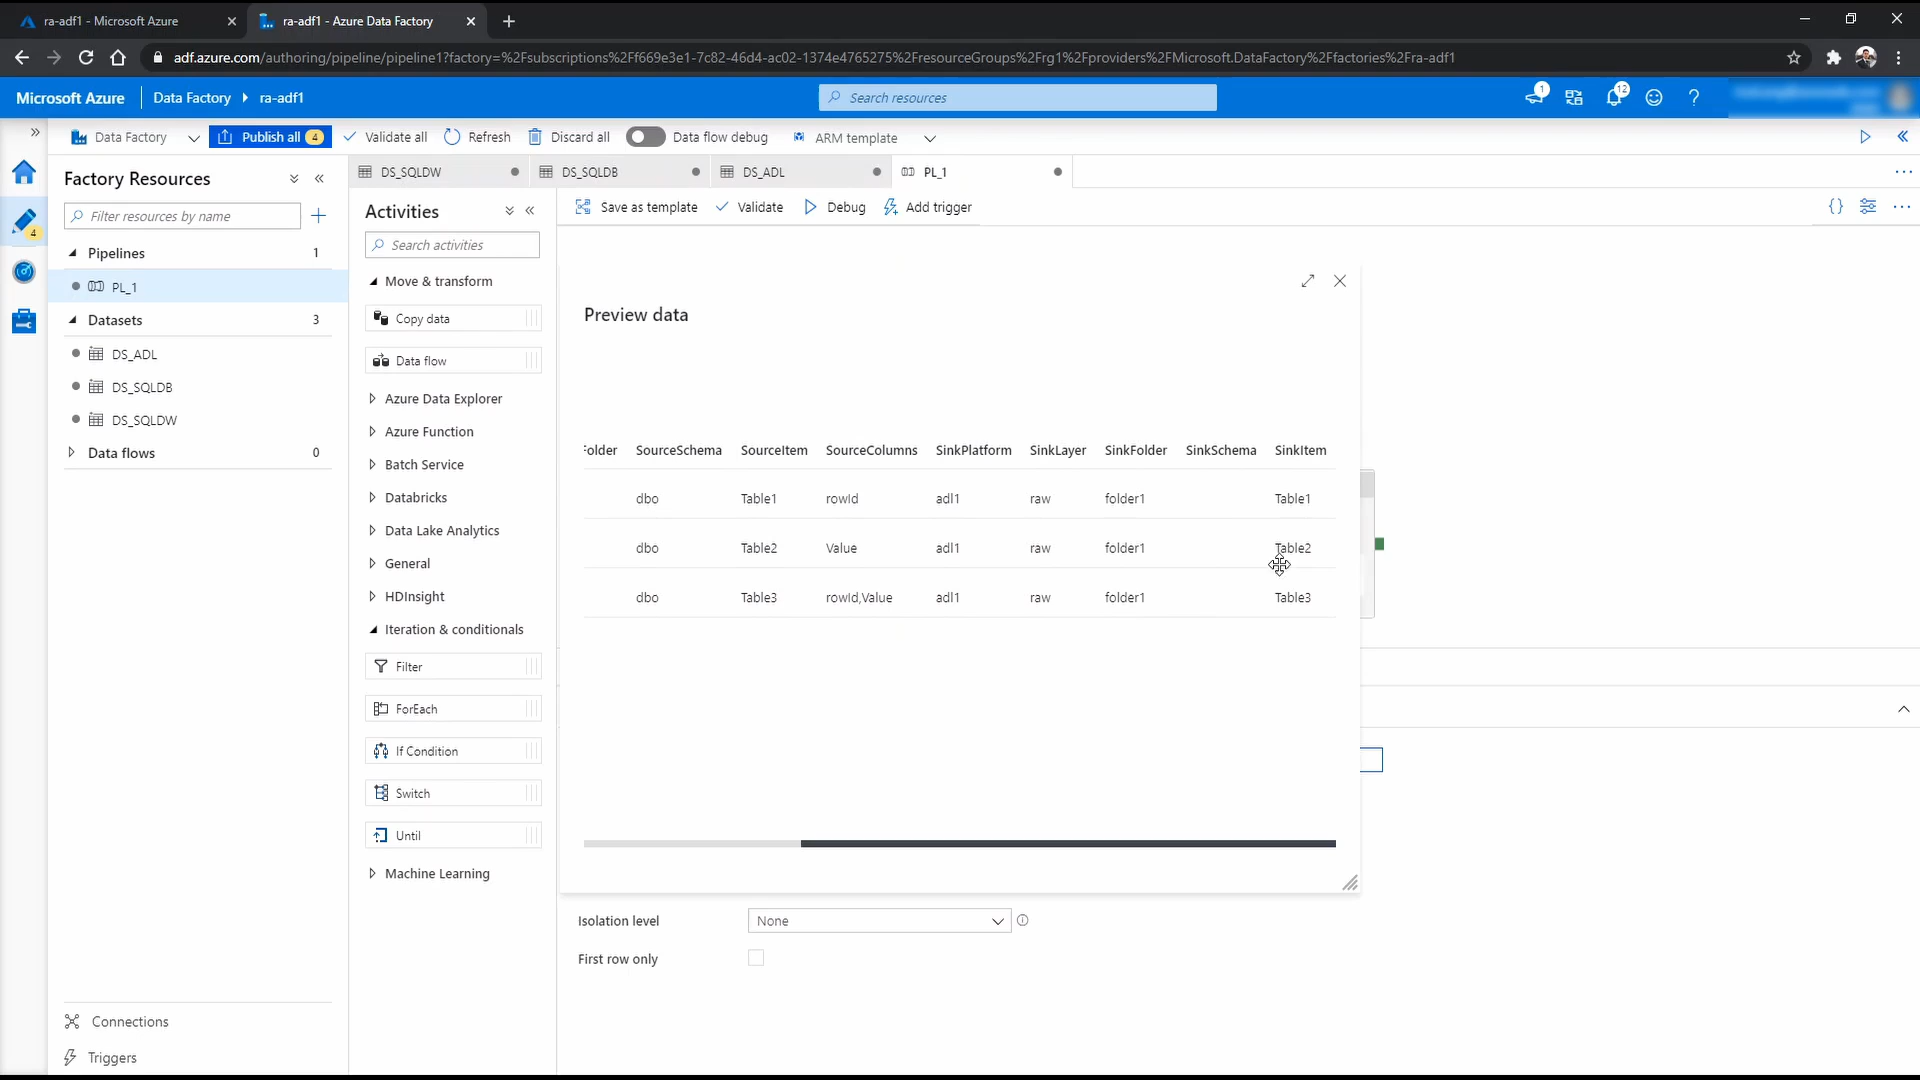 ra-adf1 - Microsoft Azure
ra-adf1 - Azure Data Factory
adf.azure.com/authoring/pipeline/pipeline1?factory=%2Fsubscriptions%2Ff669e3e1-7c82-46d4-ac02-1374e4765275%2FresourceGroups%2Frg1%2Fproviders%2FMicrosoft.DataFactory%2Ffactories%2Fra-adf1
Microsoft Azure
Data Factory
ra-adf1
Search resources
1
12
Data Factory
Publish all 4
Validate all
Refresh
Discard all
Data flow debug
ARM template
Factory Resources
Filter resources by name
4
Pipelines 1
PL_1
Datasets 3
DS_ADL
DS_SQLDB
DS_SQLDW
Data flows 0
Connections
Triggers
DS_SQLDW
DS_SQLDB
DS_ADL
PL_1
Activities
Search activities
Move & transform
Copy data
Data flow
Azure Data Explorer
Azure Function
Batch Service
Databricks
Data Lake Analytics
General
HDInsight
Iteration & conditionals
Filter
ForEach
If Condition
Switch
Until
Machine Learning
Save as template
Validate
Debug
Add trigger
Preview data
Folder SourceSchema SourceItem SourceColumns SinkPlatform SinkLayer SinkFolder SinkSchema SinkItem
dbo Table1 rowId adl1 raw folder1 Table1
dbo Table2 Value adl1 raw folder1 Table2
dbo Table3 rowId,Value adl1 raw folder1 Table3
Isolation level None
First row only